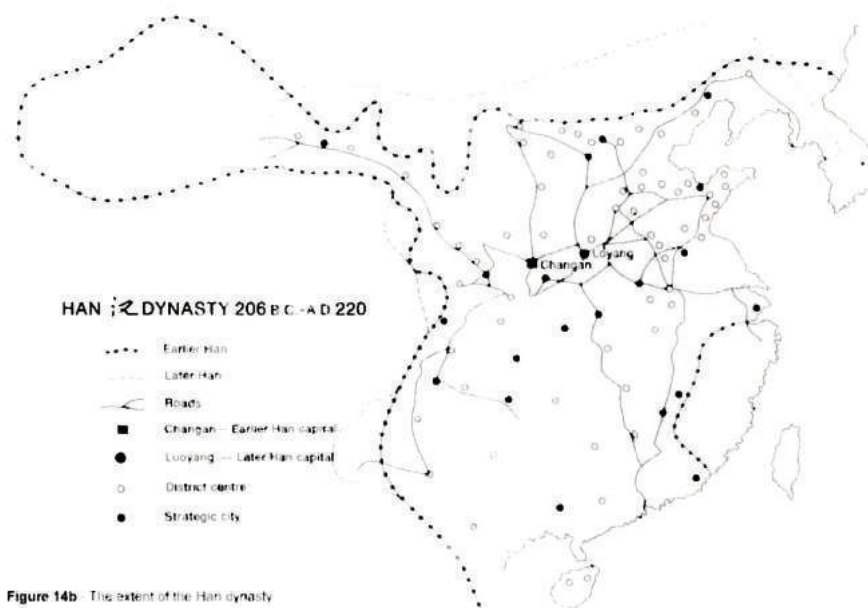 Changan
Loyang
HAN 汉 DYNASTY 206 B.C.-A.D 220
Earlier Han
Later Han
Roads
Changan — Earlier Han capital
Luoyang — Later Han capital
District centre
Strategic city
Figure 14b The extent of the Han dynasty